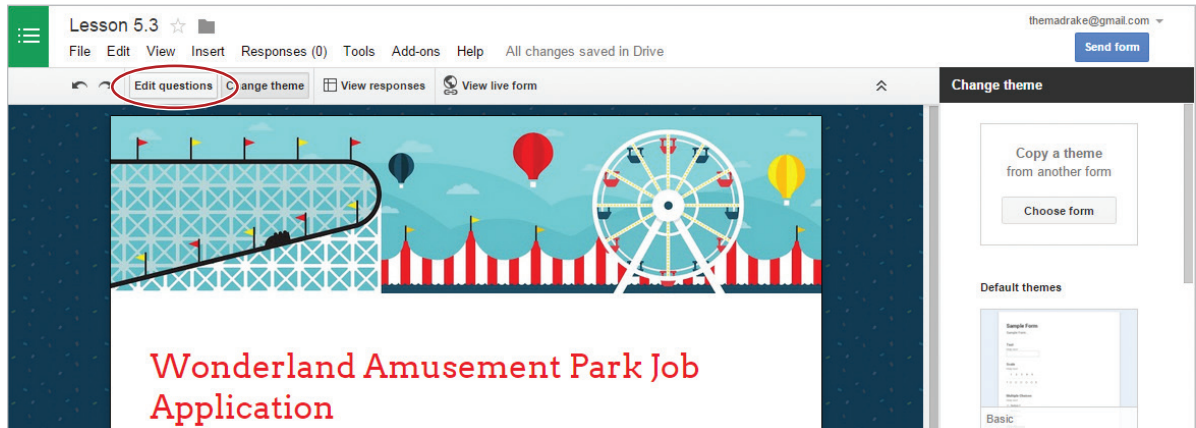 Lesson 5.3
themadrake@gmail.com
File Edit View Insert Responses (0) Tools Add-ons Help All changes saved in Drive
Send form
Edit questions Change theme View responses View live form
Change theme
Copy a theme
from another form
Choose form
Default themes
Sample Form
Basic
Wonderland Amusement Park Job
Application